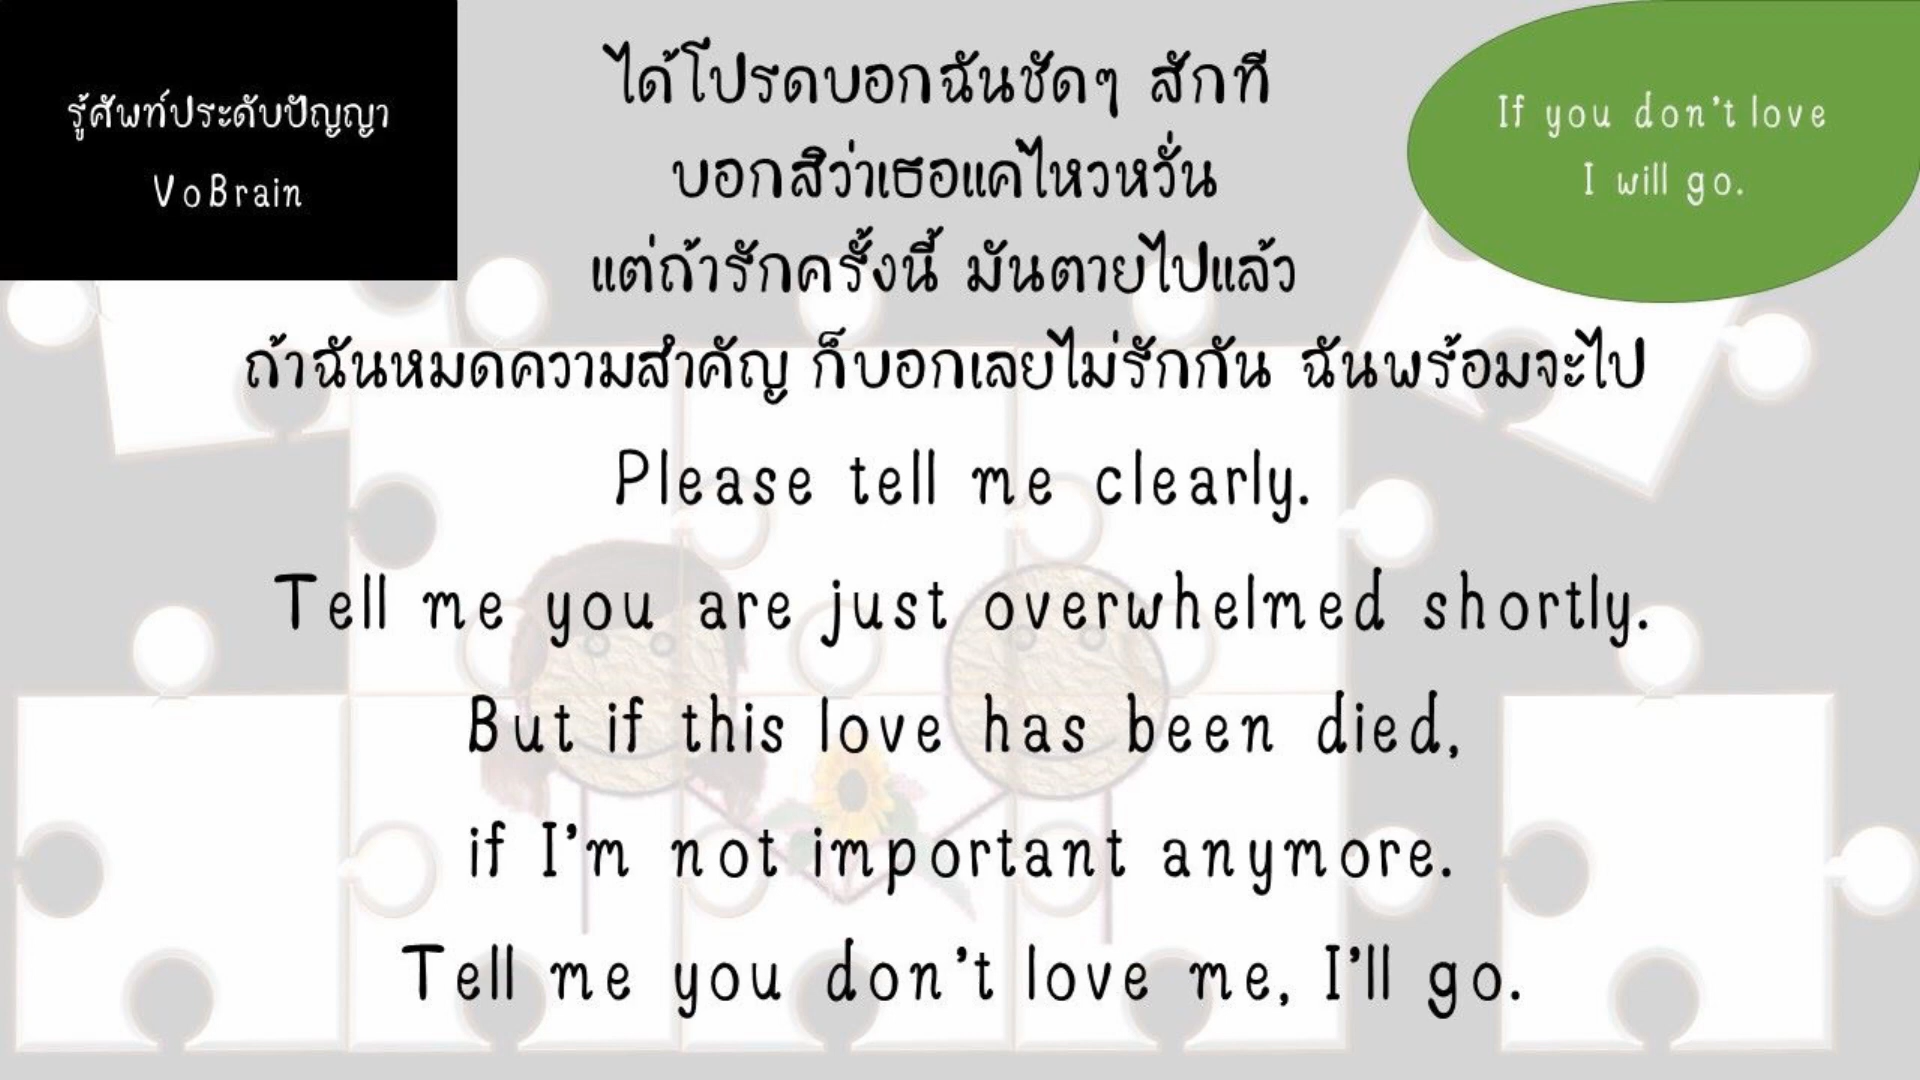 รู้ศัพท์ประดับปัญญา
VoBrain
ได้โปรดบอกฉันชัดๆ สักที
บอกสิว่าเธอแค่ไหวหวั่น
แต่ถ้ารักครั้งนี้ มันตายไปแล้ว
ถ้าฉันหมดความสำคัญ ก็บอกเลยไม่รักกัน ฉันพร้อมจะไป
If you don't love
I will go.
Please tell me clearly.
Tell me you are just overwhelmed shortly.
But if this love has been died,
if I'm not important anymore.
Tell me you don't love me, I'll go.